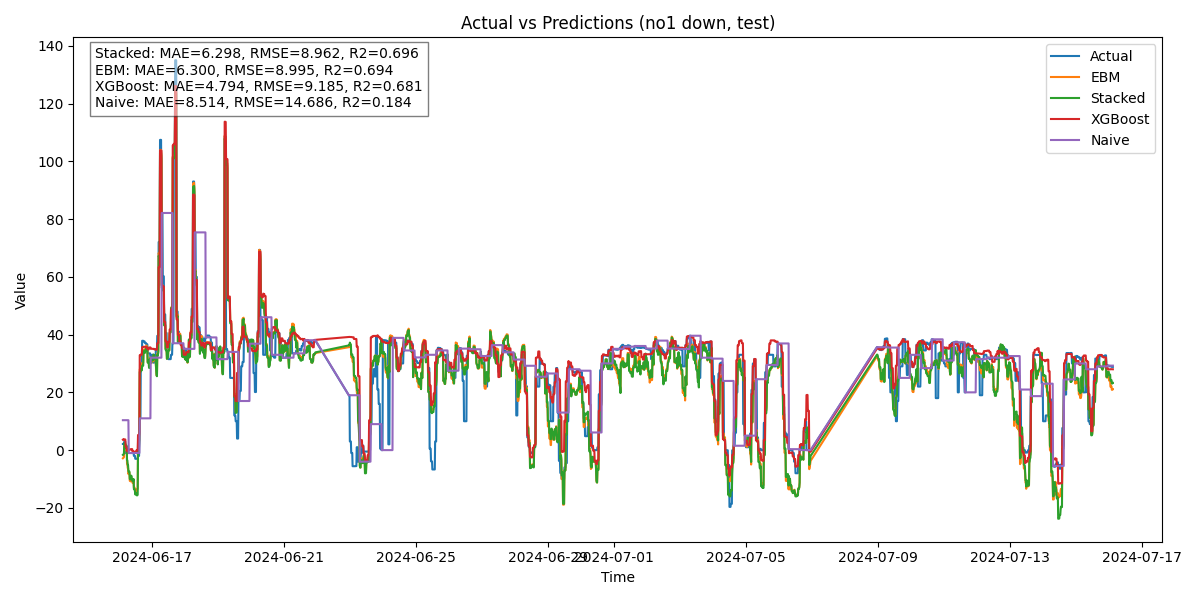 Actual vs Predictions (no1 down, test)
Stacked: MAE=6.298, RMSE=8.962, R2=0.696
EBM: MAE=6.300, RMSE=8.995, R2=0.694
XGBoost: MAE=4.794, RMSE=9.185, R2=0.681
Naive: MAE=8.514, RMSE=14.686, R2=0.184
Actual
EBM
Stacked
XGBoost
Naive
Value
140
120
100
80
60
40
20
0
−20
2024-06-17 2024-06-21 2024-06-25 2024-06-29 2024-07-01 2024-07-05 2024-07-09 2024-07-13 2024-07-17
Time